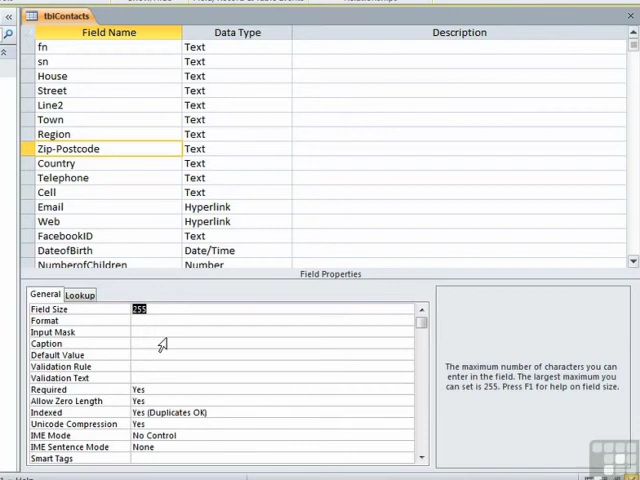 tblContacts
Field Name Data Type Description
fn Text
sn Text
House Text
Street Text
Line2 Text
Town Text
Region Text
Zip-Postcode Text
Country Text
Telephone Text
Cell Text
Email Hyperlink
Web Hyperlink
FacebookID Text
DateofBirth Date/Time
NumberofChildren Number
Field Properties
General Lookup
Field Size 255
Format
Input Mask
Caption
Default Value
Validation Rule
Validation Text
Required Yes
Allow Zero Length Yes
Indexed Yes (Duplicates OK)
Unicode Compression Yes
IME Mode No Control
IME Sentence Mode None
Smart Tags
The maximum number of characters you
can enter in the field. The largest maximum you
can set is 255. Press F1 for help on field size.